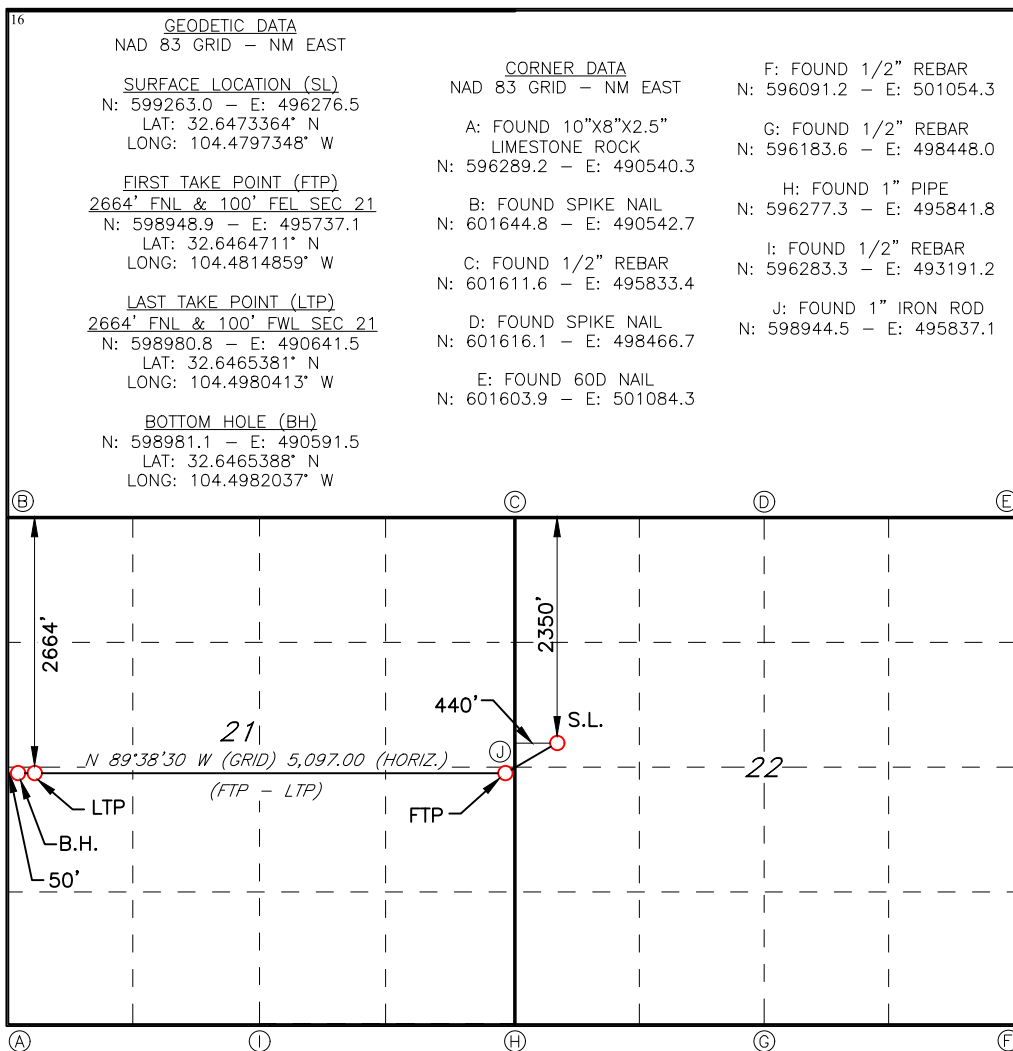 16
GEODETIC DATA
NAD 83 GRID – NM EAST
SURFACE LOCATION (SL)
N: 599263.0 – E: 496276.5
LAT: 32.6473364° N
LONG: 104.4797348° W
FIRST TAKE POINT (FTP)
2664' FNL & 100' FEL SEC 21
N: 598948.9 – E: 495737.1
LAT: 32.6464711° N
LONG: 104.4814859° W
LAST TAKE POINT (LTP)
2664' FNL & 100' FWL SEC 21
N: 598980.8 – E: 490641.5
LAT: 32.6465381° N
LONG: 104.4980413° W
BOTTOM HOLE (BH)
N: 598981.1 – E: 490591.5
LAT: 32.6465388° N
LONG: 104.4982037° W
CORNER DATA
NAD 83 GRID – NM EAST
A: FOUND 10"X8"X2.5"
LIMESTONE ROCK
N: 596289.2 – E: 490540.3
B: FOUND SPIKE NAIL
N: 601644.8 – E: 490542.7
C: FOUND 1/2" REBAR
N: 601611.6 – E: 495833.4
D: FOUND SPIKE NAIL
N: 601616.1 – E: 498466.7
E: FOUND 60D NAIL
N: 601603.9 – E: 501084.3
F: FOUND 1/2" REBAR
N: 596091.2 – E: 501054.3
G: FOUND 1/2" REBAR
N: 596183.6 – E: 498448.0
H: FOUND 1" PIPE
N: 596277.3 – E: 495841.8
I: FOUND 1/2" REBAR
N: 596283.3 – E: 493191.2
J: FOUND 1" IRON ROD
N: 598944.5 – E: 495837.1
B
C
D
E
2664'
2350'
440'
S.L.
21
J
N 89°38'30 W (GRID) 5,097.00 (HORIZ.)
22
(FTP – LTP)
LTP
FTP
B.H.
50'
A
I
H
G
F